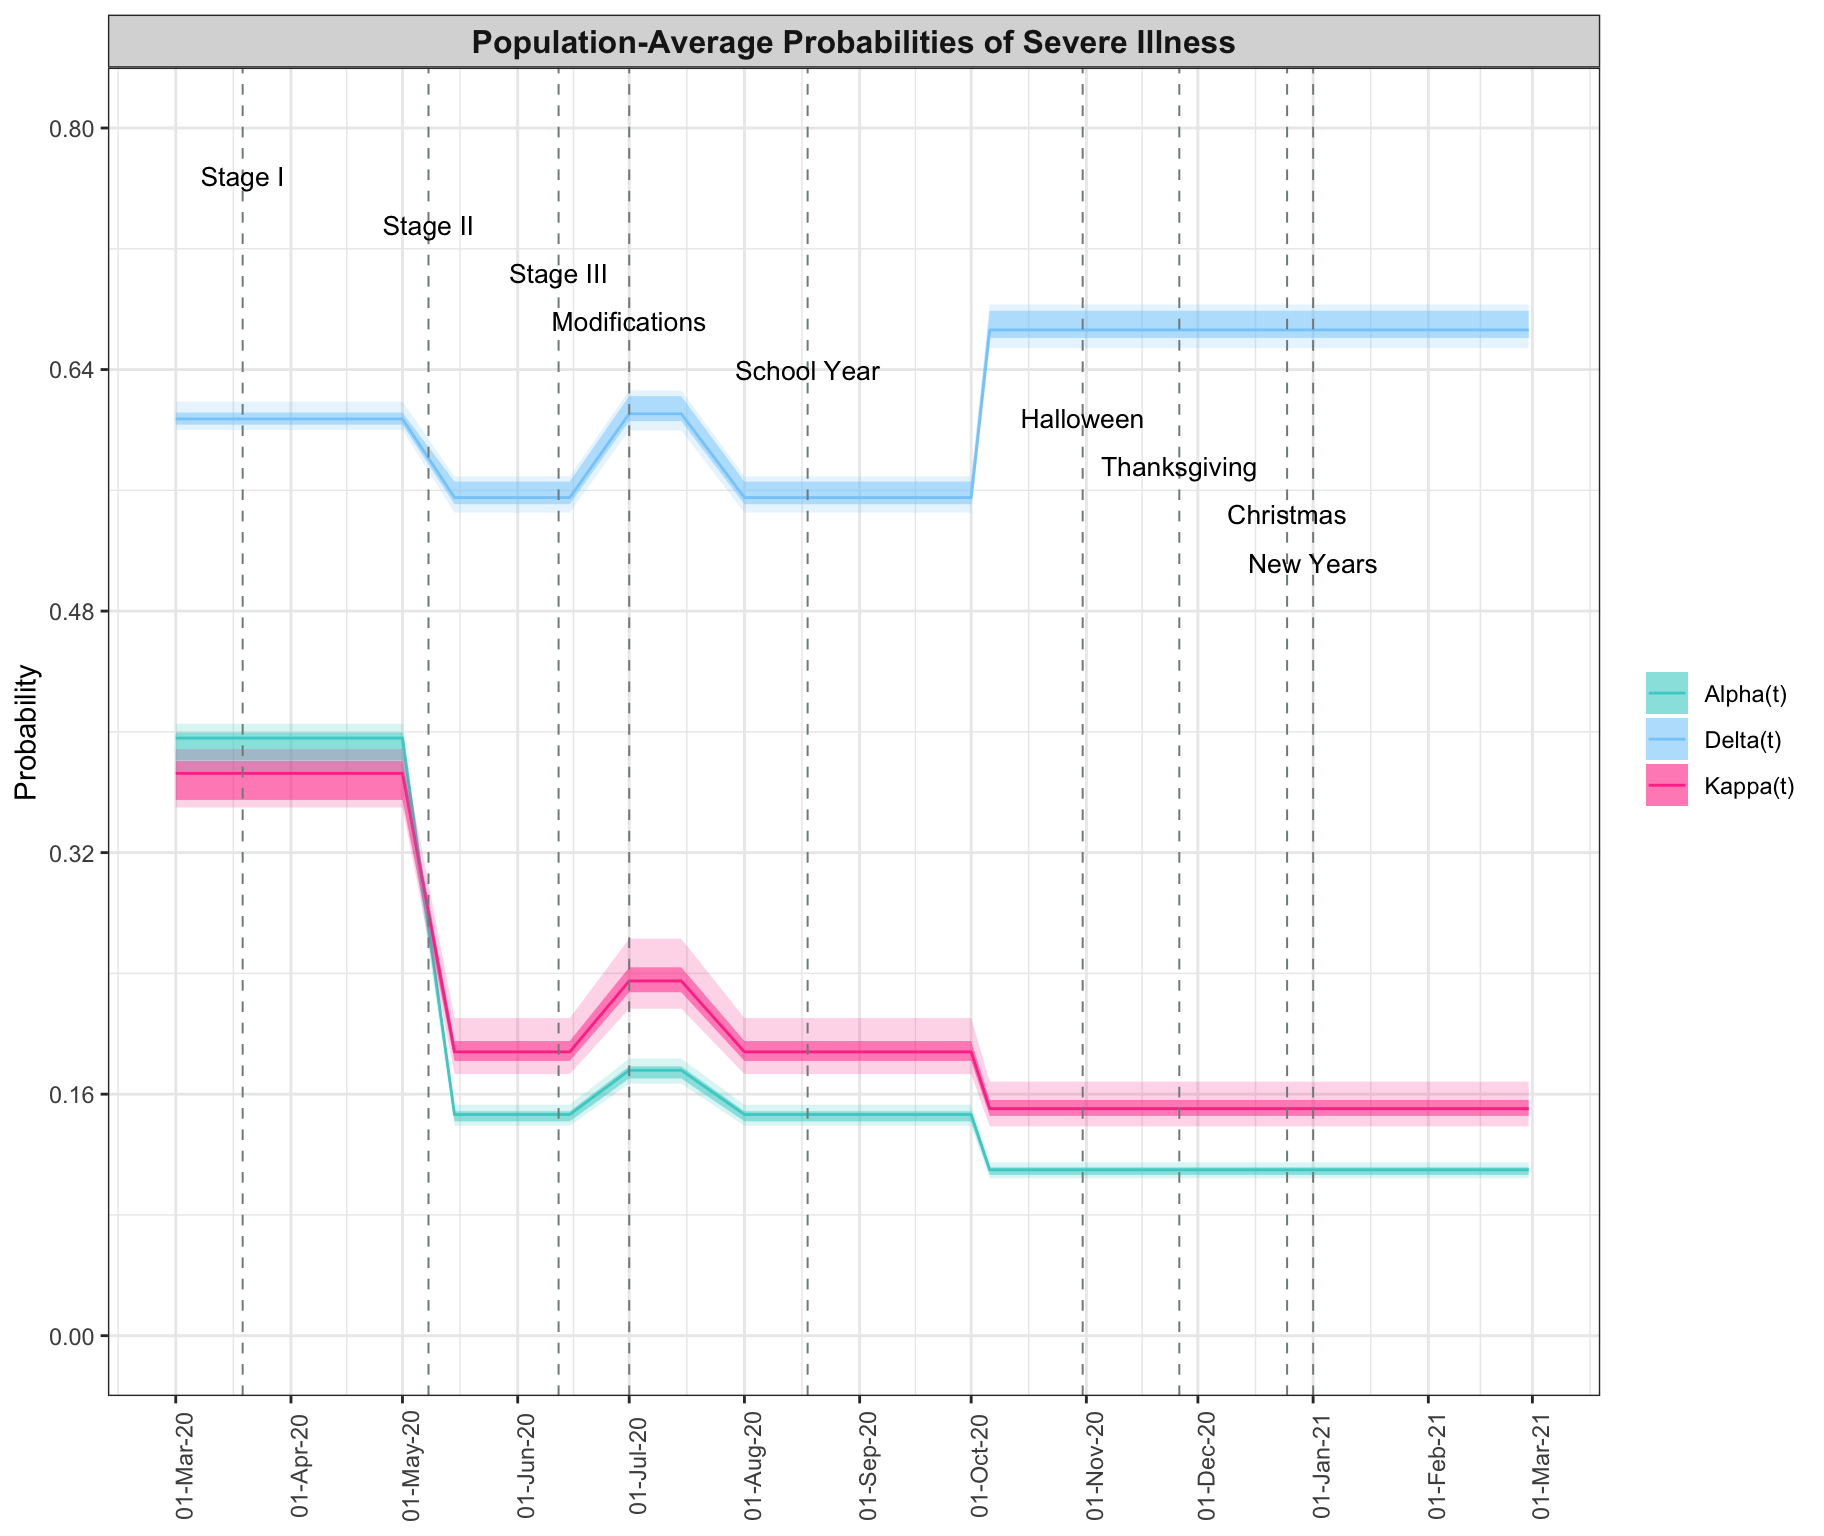 Population-Average Probabilities of Severe Illness
Probability
0.80
0.64
0.48
0.32
0.16
0.00
Stage I
Stage II
Stage III
Modifications
School Year
Halloween
Thanksgiving
Christmas
New Years
01-Mar-20
01-Apr-20
01-May-20
01-Jun-20
01-Jul-20
01-Aug-20
01-Sep-20
01-Oct-20
01-Nov-20
01-Dec-20
01-Jan-21
01-Feb-21
01-Mar-21
Alpha(t)
Delta(t)
Kappa(t)